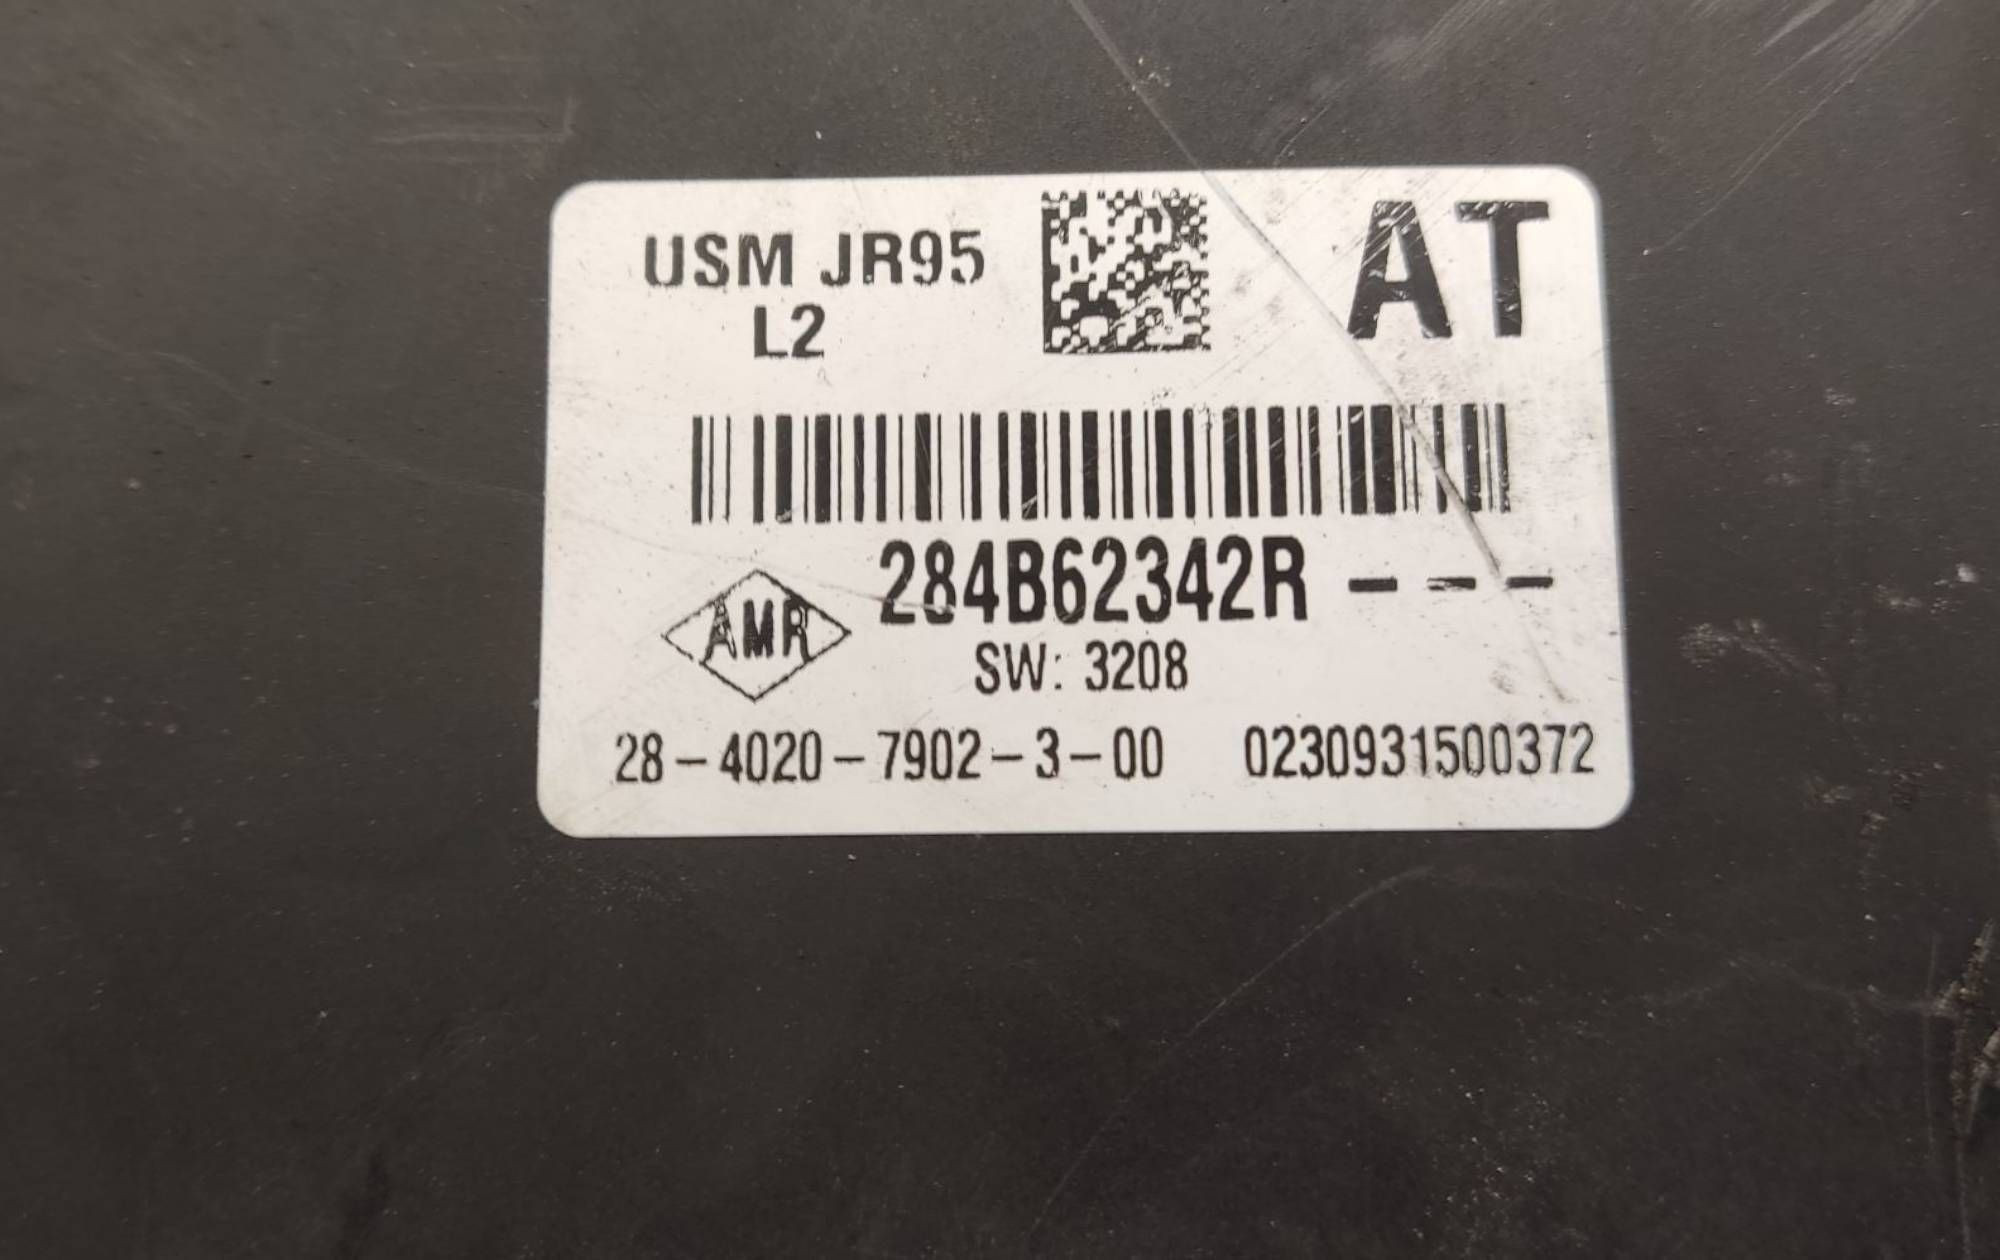 USM JR95
L2
AT
284B62342R - - -
AMR
SW: 3208
28-4020-7902-3-00 0230931500372